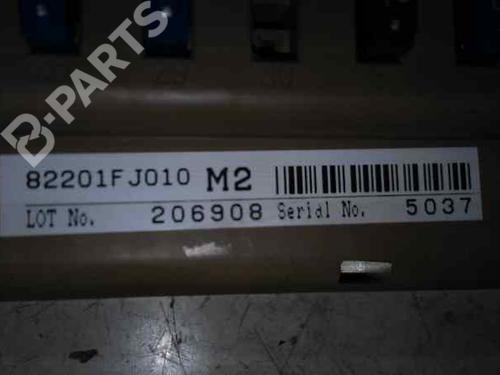 B-PARTS
82201FJ010 M2
LOT No. 206908 Serial No. 5037